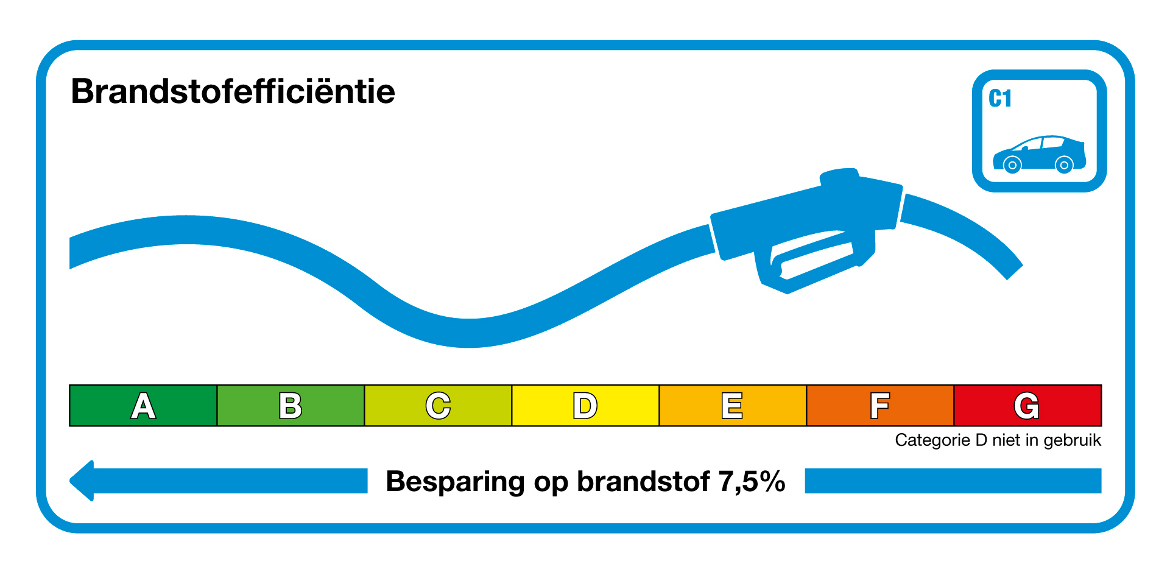 Brandstofefficiëntie
C1
A B C D E F G
Categorie D niet in gebruik
Besparing op brandstof 7,5%